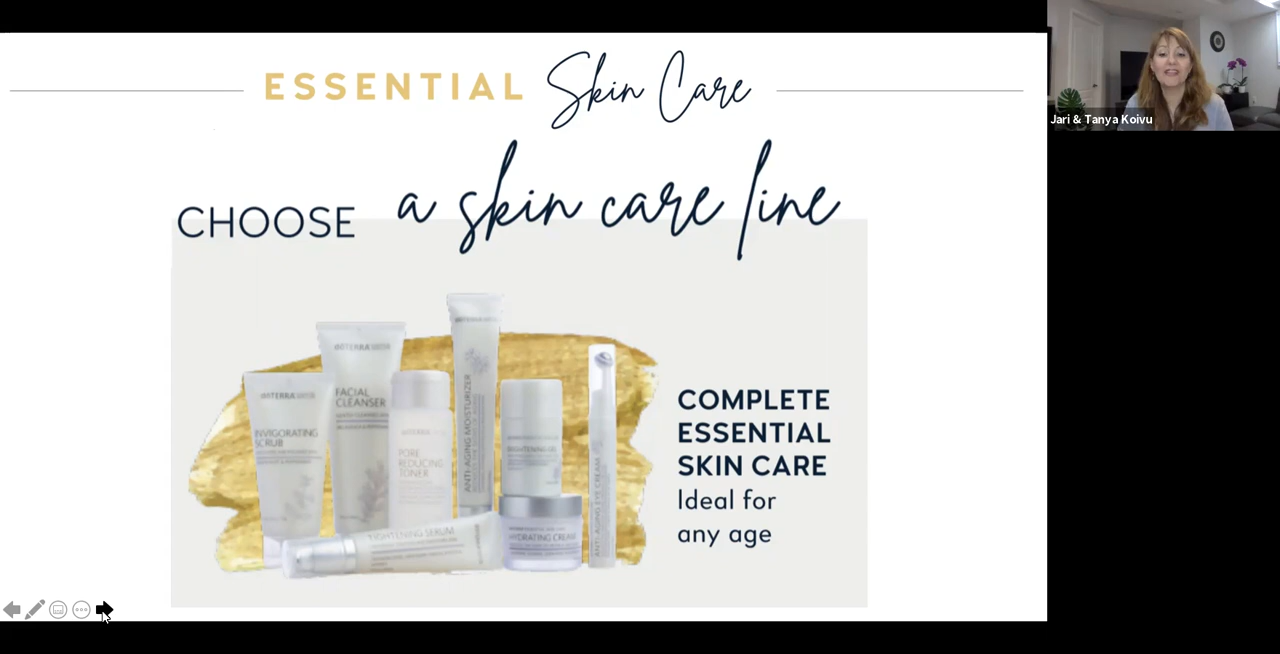 ESSENTIAL Skin Care
Jari & Tanya Koivu
CHOOSE a skin care line
INVIGORATING
SCRUB
FACIAL
CLEANSER
PORE
REDUCING
TONER
ANTI-AGING MOISTURIZER
BRIGHTENING GEL
TIGHTENING SERUM
HYDRATING CREAM
ANTI-AGING EYE CREAM
COMPLETE
ESSENTIAL
SKIN CARE
Ideal for
any age